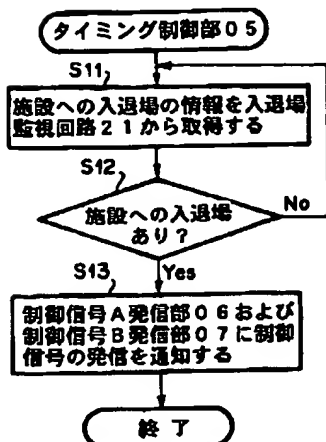 タイミング制御部05
S11
施設への入退場の情報を入退場
監視回路21から取得する
S12
施設への入退場
あり?
No
S13
Yes
制御信号A発信部06および
制御信号B発信部07に制御
信号の発信を通知する
終了